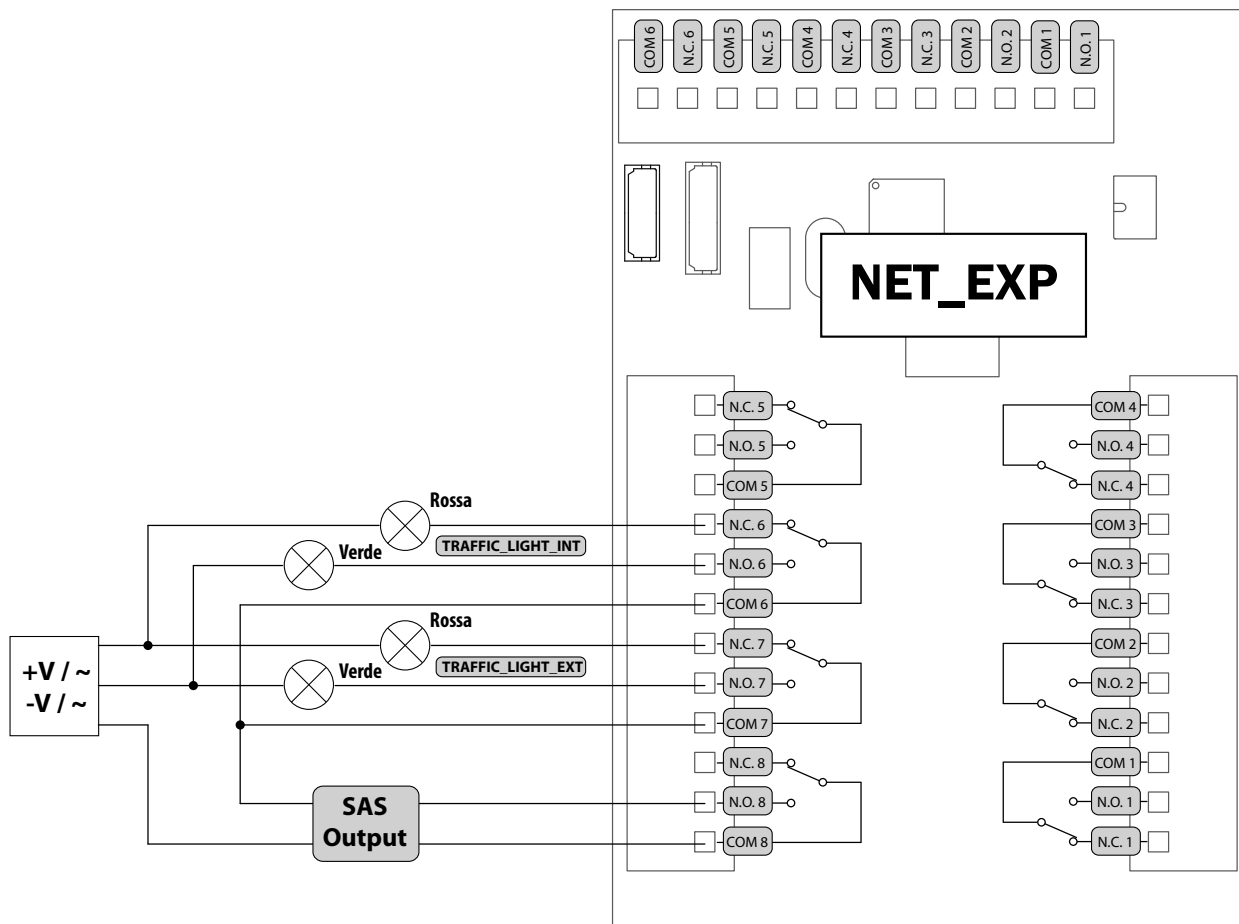 COM 6
N.C. 6
COM 5
N.C. 5
COM 4
N.C. 4
COM 3
N.C. 3
COM 2
N.O. 2
COM 1
N.O. 1
NET_EXP
N.C. 5
N.O. 5
COM 5
Rossa
N.C. 6
TRAFFIC_LIGHT_INT
Verde
N.O. 6
COM 6
Rossa
N.C. 7
TRAFFIC_LIGHT_EXT
Verde
N.O. 7
COM 7
N.C. 8
N.O. 8
COM 8
+V / ~
-V / ~
SAS
Output
COM 4
N.O. 4
N.C. 4
COM 3
N.O. 3
N.C. 3
COM 2
N.O. 2
N.C. 2
COM 1
N.O. 1
N.C. 1